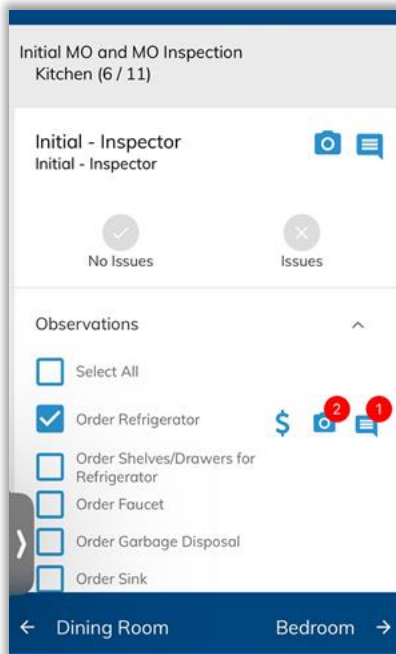 Initial MO and MO Inspection
Kitchen (6 / 11)
Initial - Inspector
Initial - Inspector
No Issues
Issues
Observations
Select All
Order Refrigerator
$
2
1
Order Shelves/Drawers for
Refrigerator
Order Faucet
Order Garbage Disposal
Order Sink
← Dining Room
Bedroom →